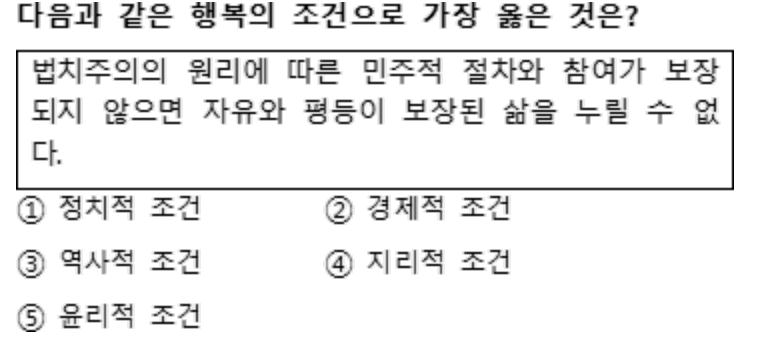 다음과 같은 행복의 조건으로 가장 옳은 것은?
법치주의의 원리에 따른 민주적 절차와 참여가 보장
되지 않으면 자유와 평등이 보장된 삶을 누릴 수 없
다.
① 정치적 조건 ② 경제적 조건
③ 역사적 조건 ④ 지리적 조건
⑤ 윤리적 조건